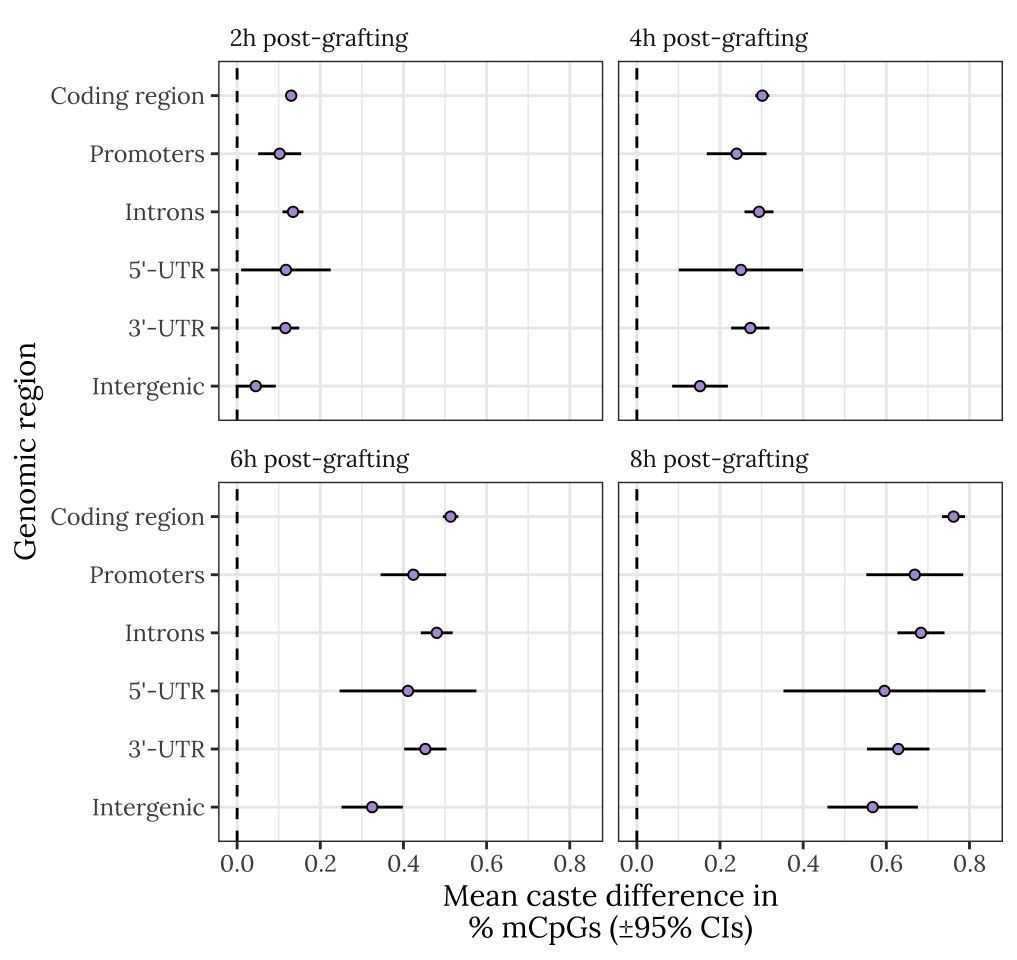 2h post-grafting
4h post-grafting
Coding region
Promoters
Introns
5'-UTR
3'-UTR
Intergenic
Genomic region
6h post-grafting
8h post-grafting
Coding region
Promoters
Introns
5'-UTR
3'-UTR
Intergenic
0.0 0.2 0.4 0.6 0.8
0.0 0.2 0.4 0.6 0.8
Mean caste difference in
% mCpGs (±95% CIs)